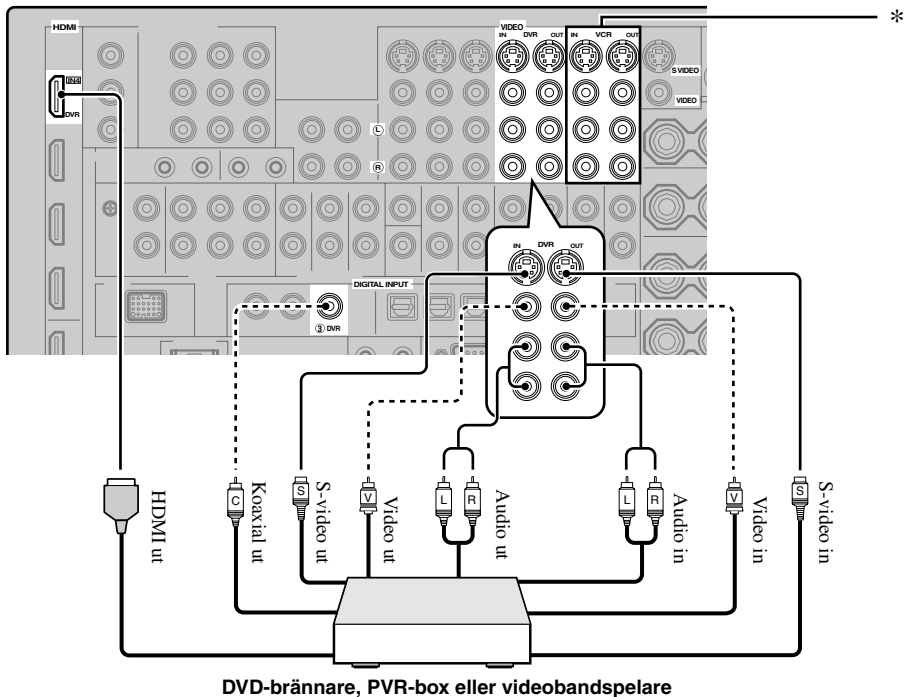 *
HDMI
VIDEO
IN DVR OUT
IN VCR OUT
IN4
DVR
S VIDEO
VIDEO
L
R
IN DVR OUT
DIGITAL INPUT
③ DVR
C
S
V
L
R
L
R
V
S
HDMI ut
Koaxial ut
S-video ut
Video ut
Audio ut
Audio in
Video in
S-video in
DVD-brännare, PVR-box eller videobandspelare